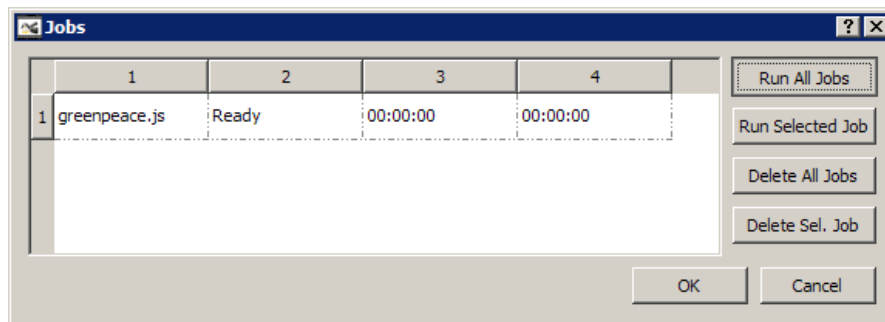 Jobs
1 2 3 4
1 greenpeace.js Ready 00:00:00 00:00:00
Run All Jobs
Run Selected Job
Delete All Jobs
Delete Sel. Job
OK Cancel